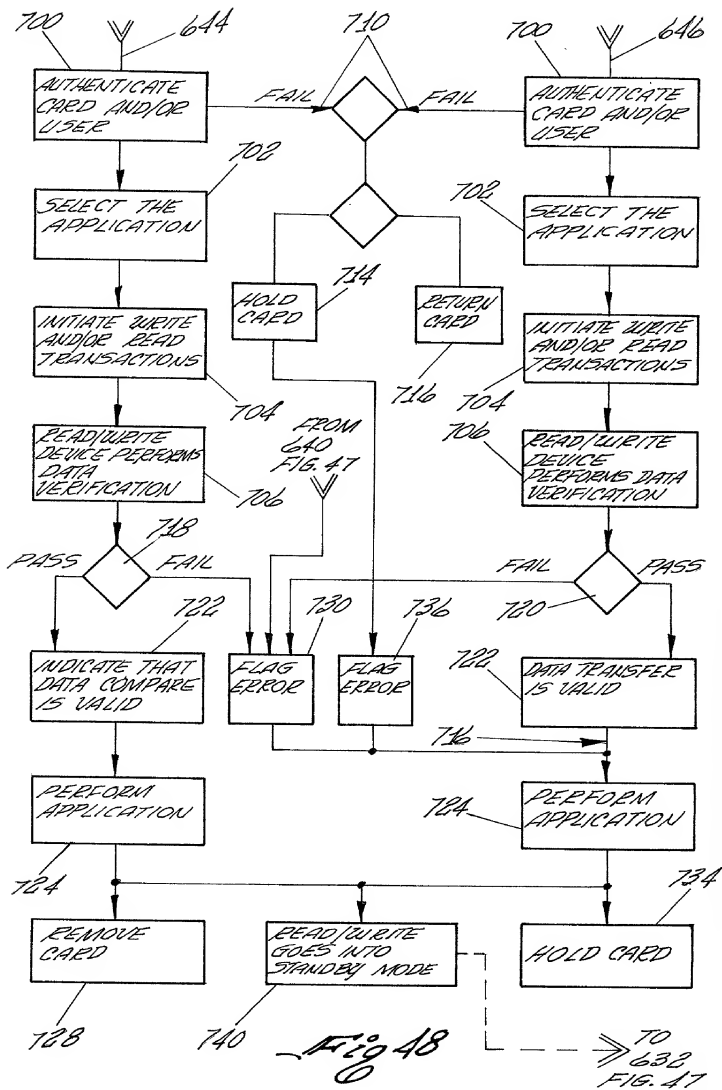 700
644
710
700
646
AUTHENTICATE
CARD AND/OR
USER
FAIL
FAIL
AUTHENTICATE
CARD AND/OR
USER
702
SELECT THE
APPLICATION
702
SELECT THE
APPLICATION
714
HOLD
CARD
RETURN
CARD
716
INITIATE WRITE
AND/OR READ
TRANSACTIONS
704
INITIATE WRITE
AND/OR READ
TRANSACTIONS
704
FROM
640
FIG. 47
READ/WRITE
DEVICE PERFORMS
DATA
VERIFICATION
706
706
READ/WRITE
DEVICE
PERFORMS DATA
VERIFICATION
718
PASS
FAIL
FAIL
PASS
720
722
730
736
722
INDICATE THAT
DATA COMPARE
IS VALID
FLAG
ERROR
FLAG
ERROR
DATA TRANSFER
IS VALID
716
PERFORM
APPLICATION
724
PERFORM
APPLICATION
724
734
REMOVE
CARD
728
READ/WRITE
GOES INTO
STANDBY MODE
740
HOLD CARD
Fig 48
TO
632
FIG. 47